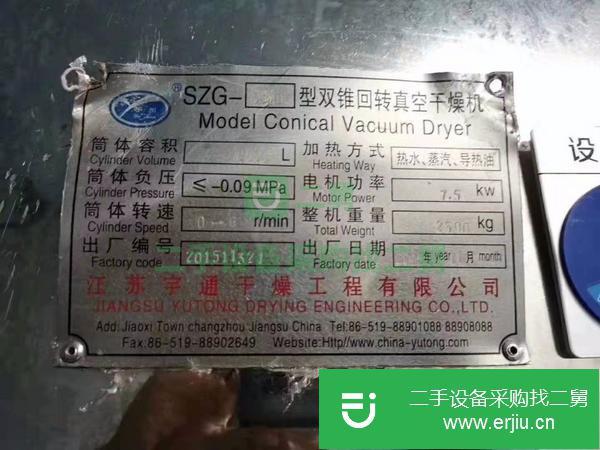 ® SZG- 型双锥回转真空干燥机
Model Conical Vacuum Dryer
筒体容积 L 加热方式 热水、蒸汽、导热油
Cylinder Volume Heating Way
筒体负压 ≤-0.09MPa 电机功率 7.5 kw
Cylinder Pressure Motor Power
筒体转速 r/min 整机重量 2500 kg
Cylinder Speed Total Weight
出厂编号 出厂日期 年 year 月 month
Factory code Factory date
江苏宇通干燥工程有限公司
JIANGSU YUTONG DRYING ENGINEERING CO.,LTD.
Add:Jiaoxi Town changzhou Jiangsu China Tel:86-519-88901088 88908088
Fax:86-519-88902649 Website:Http//www.china-yutong.com
设
二手设备采购找二舅
www.erjiu.cn